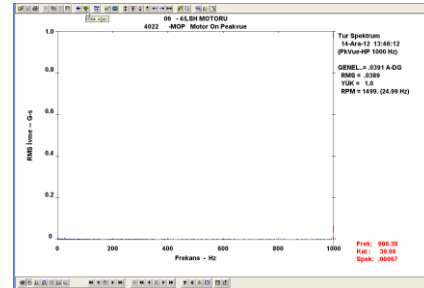 06 - 4/LSH MOTORU
4022 -MOP Motor On Peakvue
Tur Spektrum
14-Ara-12 13:46:12
(PkVue-HP 1000 Hz)
GENEL..= .0391 A-DG
RMS = .0389
YÜK = 1.0
RPM = 1499. (24.99 Hz)
RMS İvme -- G-s
1.0
0.8
0.6
0.4
0.2
0
0
200
400
600
800
1000
Frekans - Hz
Frek: 999.38
Kat: 39.99
Spek: .00067